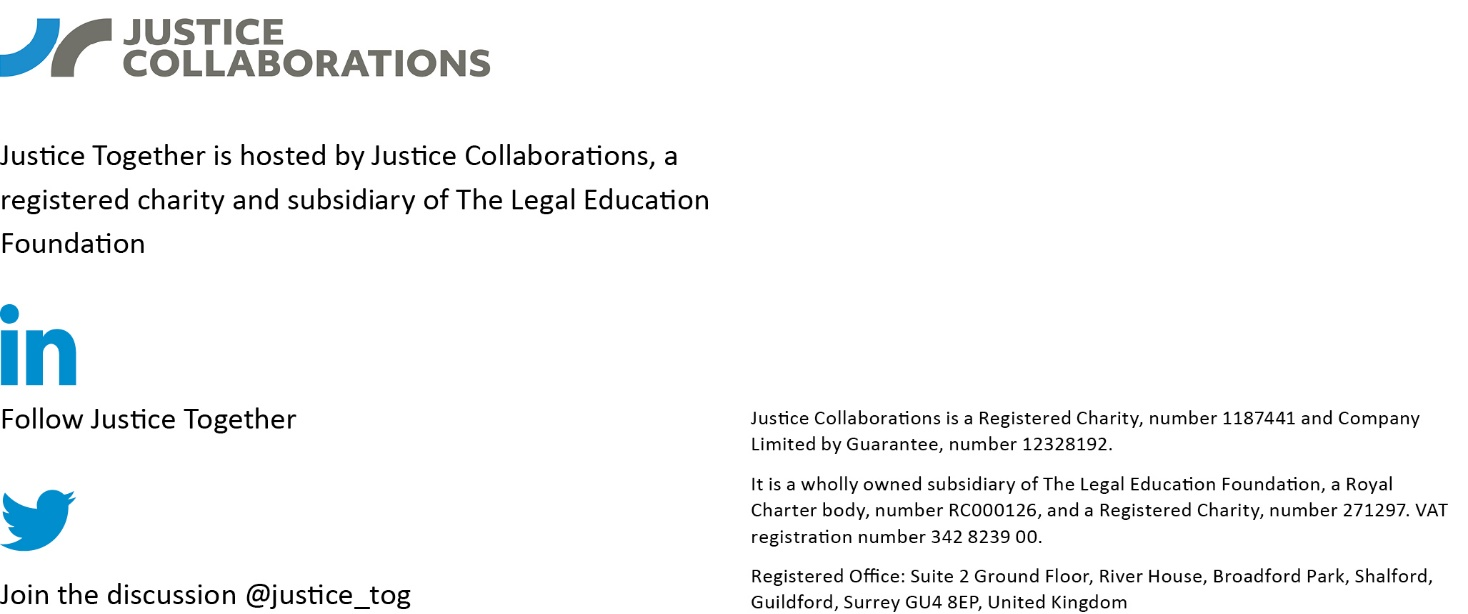 JUSTICE
COLLABORATIONS
Justice Together is hosted by Justice Collaborations, a
registered charity and subsidiary of The Legal Education
Foundation
in
Follow Justice Together
Join the discussion @justice_tog
Justice Collaborations is a Registered Charity, number 1187441 and Company
Limited by Guarantee, number 12328192.
It is a wholly owned subsidiary of The Legal Education Foundation, a Royal
Charter body, number RC000126, and a Registered Charity, number 271297. VAT
registration number 342 8239 00.
Registered Office: Suite 2 Ground Floor, River House, Broadford Park, Shalford,
Guildford, Surrey GU4 8EP, United Kingdom